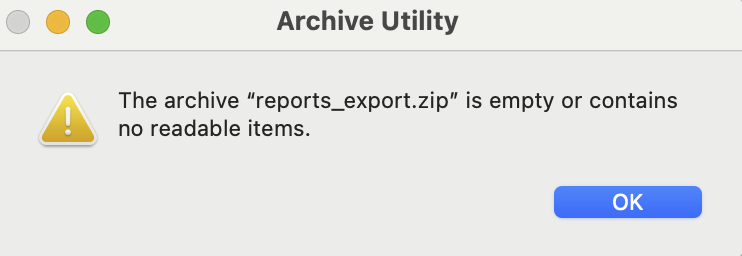 Archive Utility
The archive “reports_export.zip” is empty or contains
no readable items.
OK